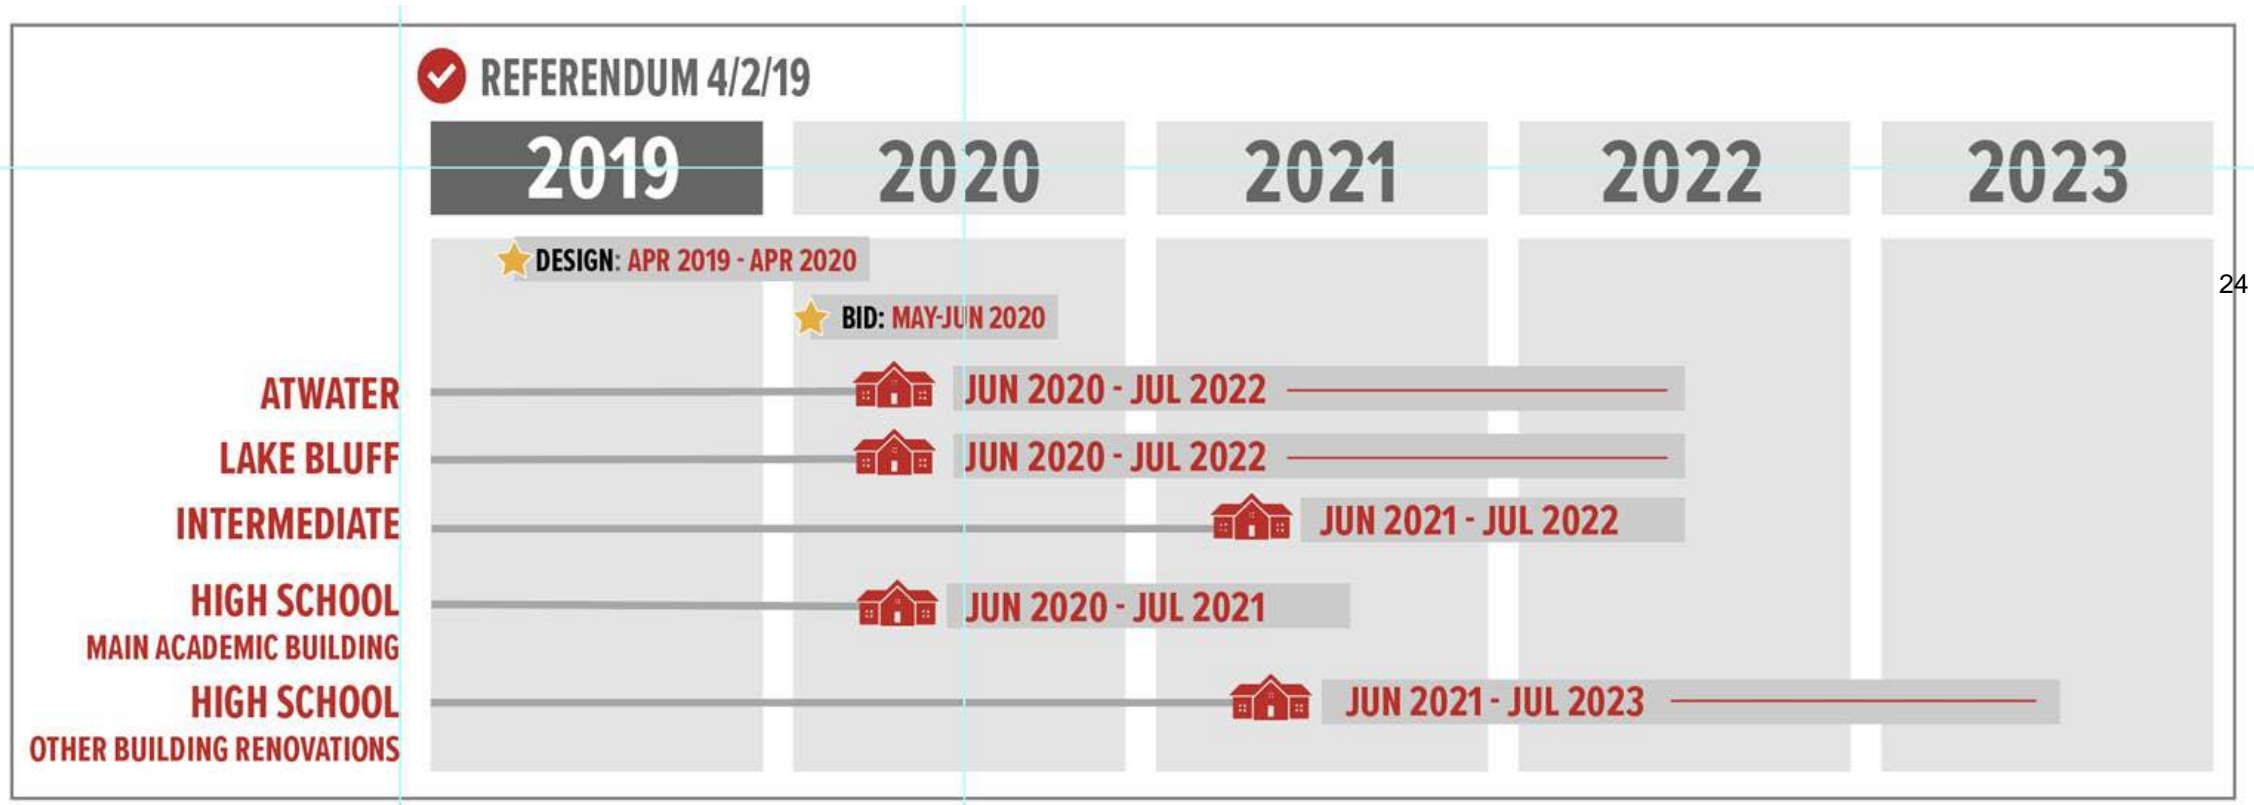 REFERENDUM 4/2/19
2019 2020 2021 2022 2023
DESIGN: APR 2019 - APR 2020
24
BID: MAY-JUN 2020
ATWATER JUN 2020 - JUL 2022
LAKE BLUFF JUN 2020 - JUL 2022
INTERMEDIATE JUN 2021 - JUL 2022
HIGH SCHOOL JUN 2020 - JUL 2021
MAIN ACADEMIC BUILDING
HIGH SCHOOL JUN 2021 - JUL 2023
OTHER BUILDING RENOVATIONS